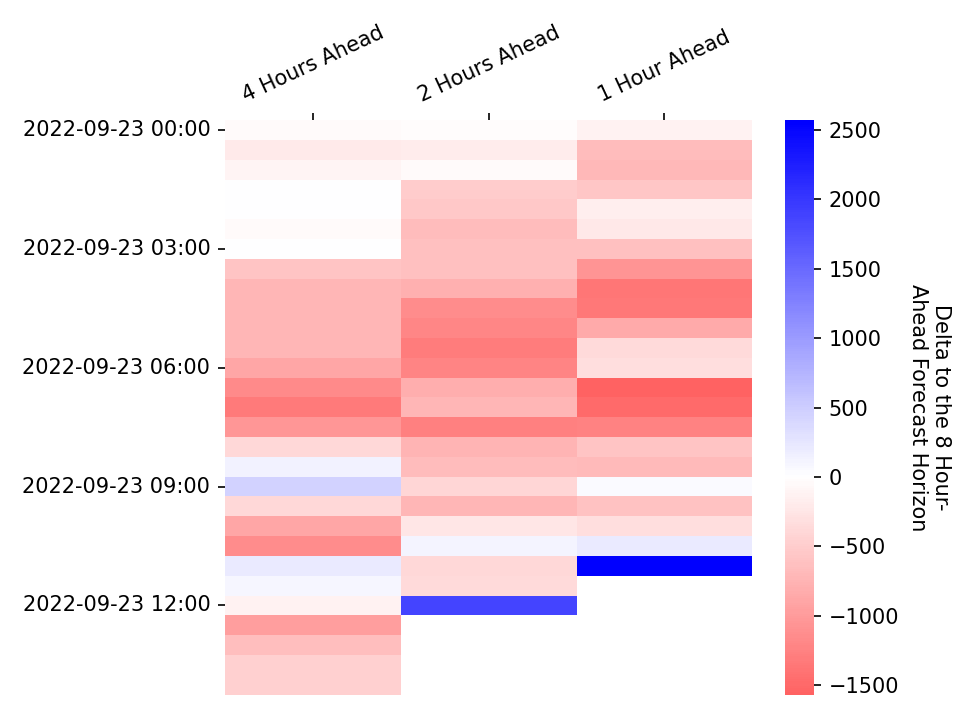 4 Hours Ahead
2 Hours Ahead
1 Hour Ahead
2022-09-23 00:00
2022-09-23 03:00
2022-09-23 06:00
2022-09-23 09:00
2022-09-23 12:00
2500
2000
1500
1000
500
0
−500
−1000
−1500
Delta to the 8 Hour-
Ahead Forecast Horizon